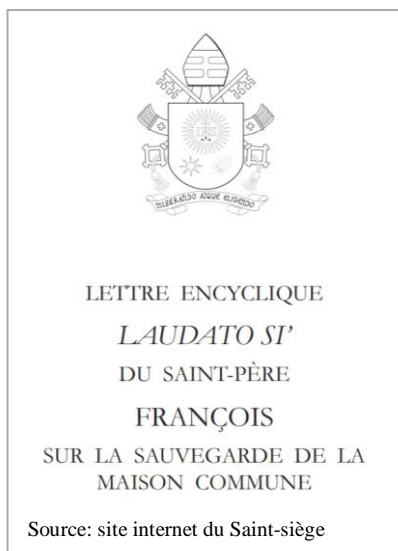 IHS
MISERANDO ATQUE ELIGENDO
LETTRE ENCYCLIQUE
LAUDATO SI’
DU SAINT-PÈRE
FRANÇOIS
SUR LA SAUVEGARDE DE LA
MAISON COMMUNE
Source: site internet du Saint-siège